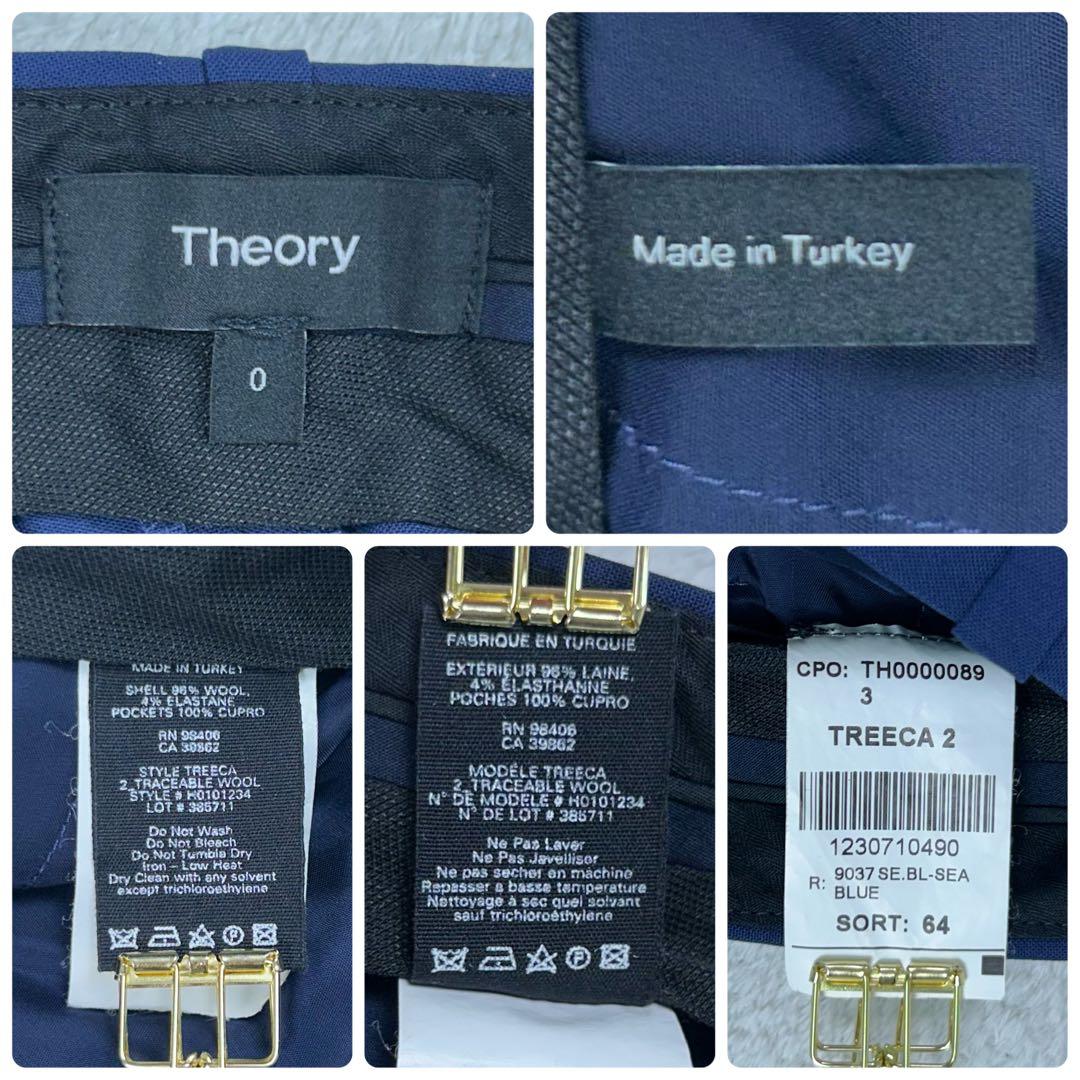 Theory
0
Made in Turkey
MADE IN TURKEY
SHELL 96% WOOL,
4% ELASTANE
POCKETS 100% CUPRO
RN 98406
CA 39862
STYLE TREECA
2_TRACEABLE WOOL
STYLE # H0101234
LOT # 385711
Do Not Wash
Do Not Bleach
Do Not Tumble Dry
Iron – Low Heat
Dry Clean with any solvent
except trichloroethylene
FABRIQUE EN TURQUIE
EXTÉRIEUR 96% LAINE,
4% ÉLASTHANNE
POCHES 100% CUPRO
RN 98406
CA 39862
MODÈLE TREECA
2_TRACEABLE WOOL
N° DE MODÈLE # H0101234
N° DE LOT # 385711
Ne Pas Laver
Ne Pas Javelliser
Ne pas secher en machine
Repasser a basse temperature
Nettoyage à sec quel solvant
sauf trichloroéthylene
CPO: TH0000089
3
TREECA 2
1230710490
R: 9037 SE.BL-SEA
BLUE
SORT: 64